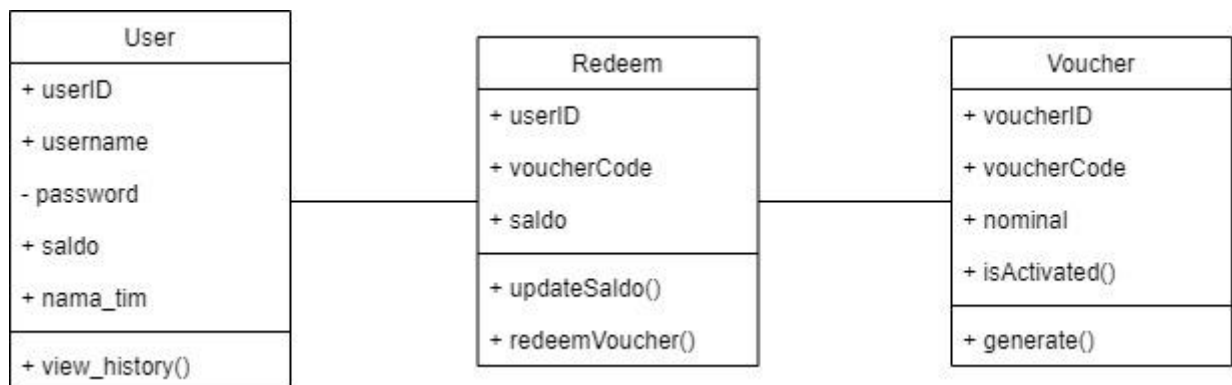 User
+ userID
+ username
- password
+ saldo
+ nama_tim
+ view_history()
Redeem
+ userID
+ voucherCode
+ saldo
+ updateSaldo()
+ redeemVoucher()
Voucher
+ voucherID
+ voucherCode
+ nominal
+ isActivated()
+ generate()